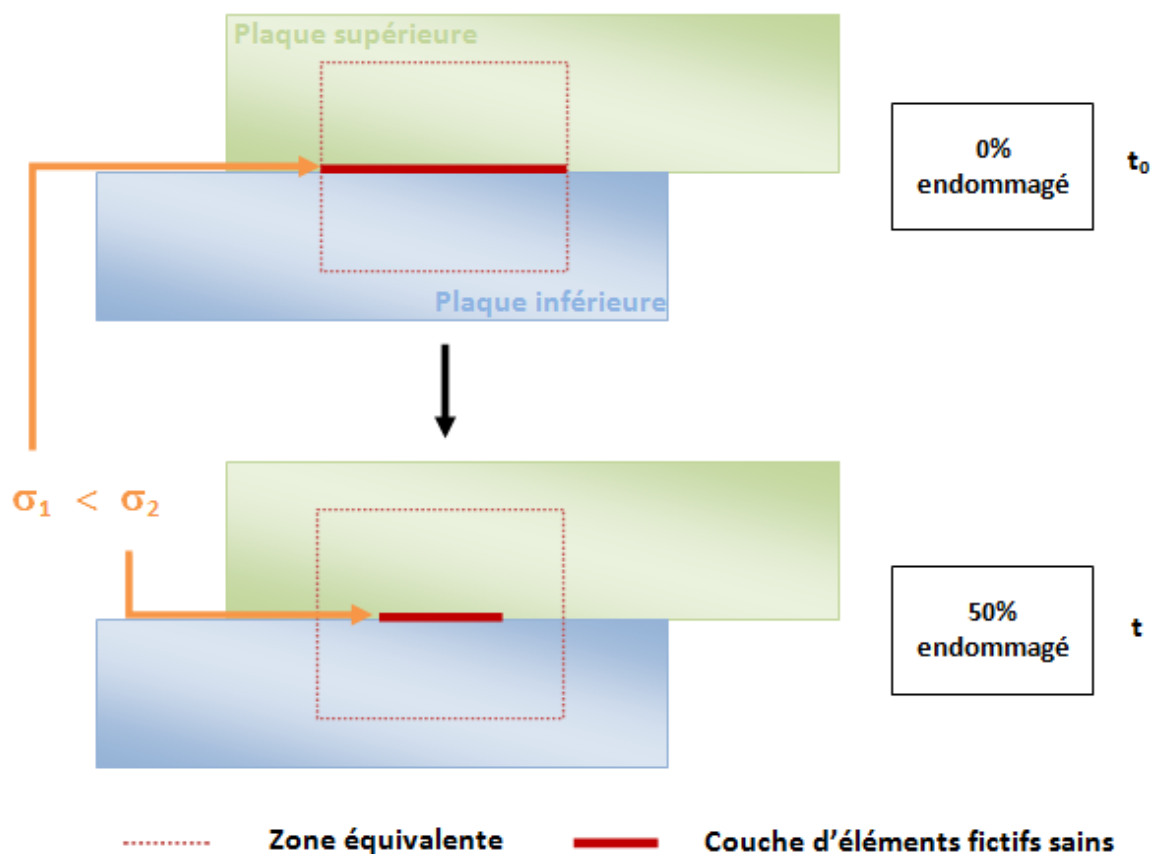 Plaque supérieure
0%
endommagé
t₀
Plaque inférieure
σ₁ < σ₂
50%
endommagé
t
Zone équivalente
Couche d'éléments fictifs sains